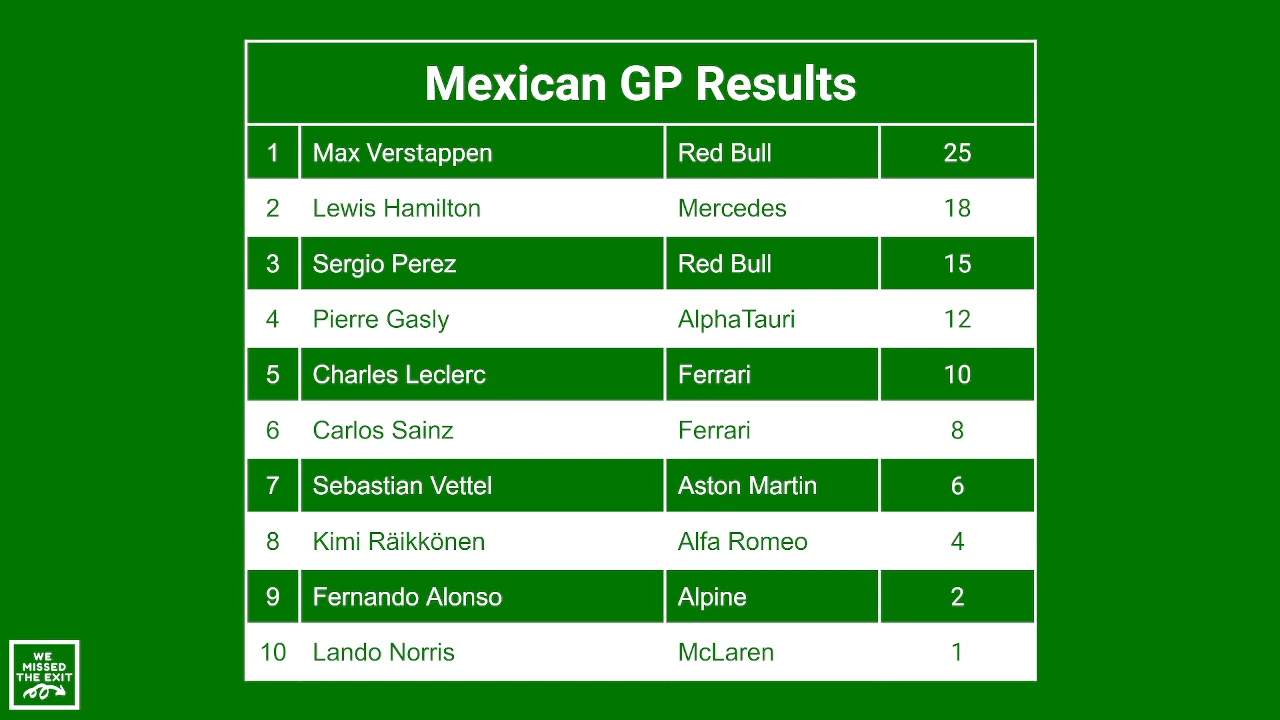 Mexican GP Results
1 Max Verstappen Red Bull 25
2 Lewis Hamilton Mercedes 18
3 Sergio Perez Red Bull 15
4 Pierre Gasly AlphaTauri 12
5 Charles Leclerc Ferrari 10
6 Carlos Sainz Ferrari 8
7 Sebastian Vettel Aston Martin 6
8 Kimi Räikkönen Alfa Romeo 4
9 Fernando Alonso Alpine 2
10 Lando Norris McLaren 1
WE
MISSED
THE EXIT